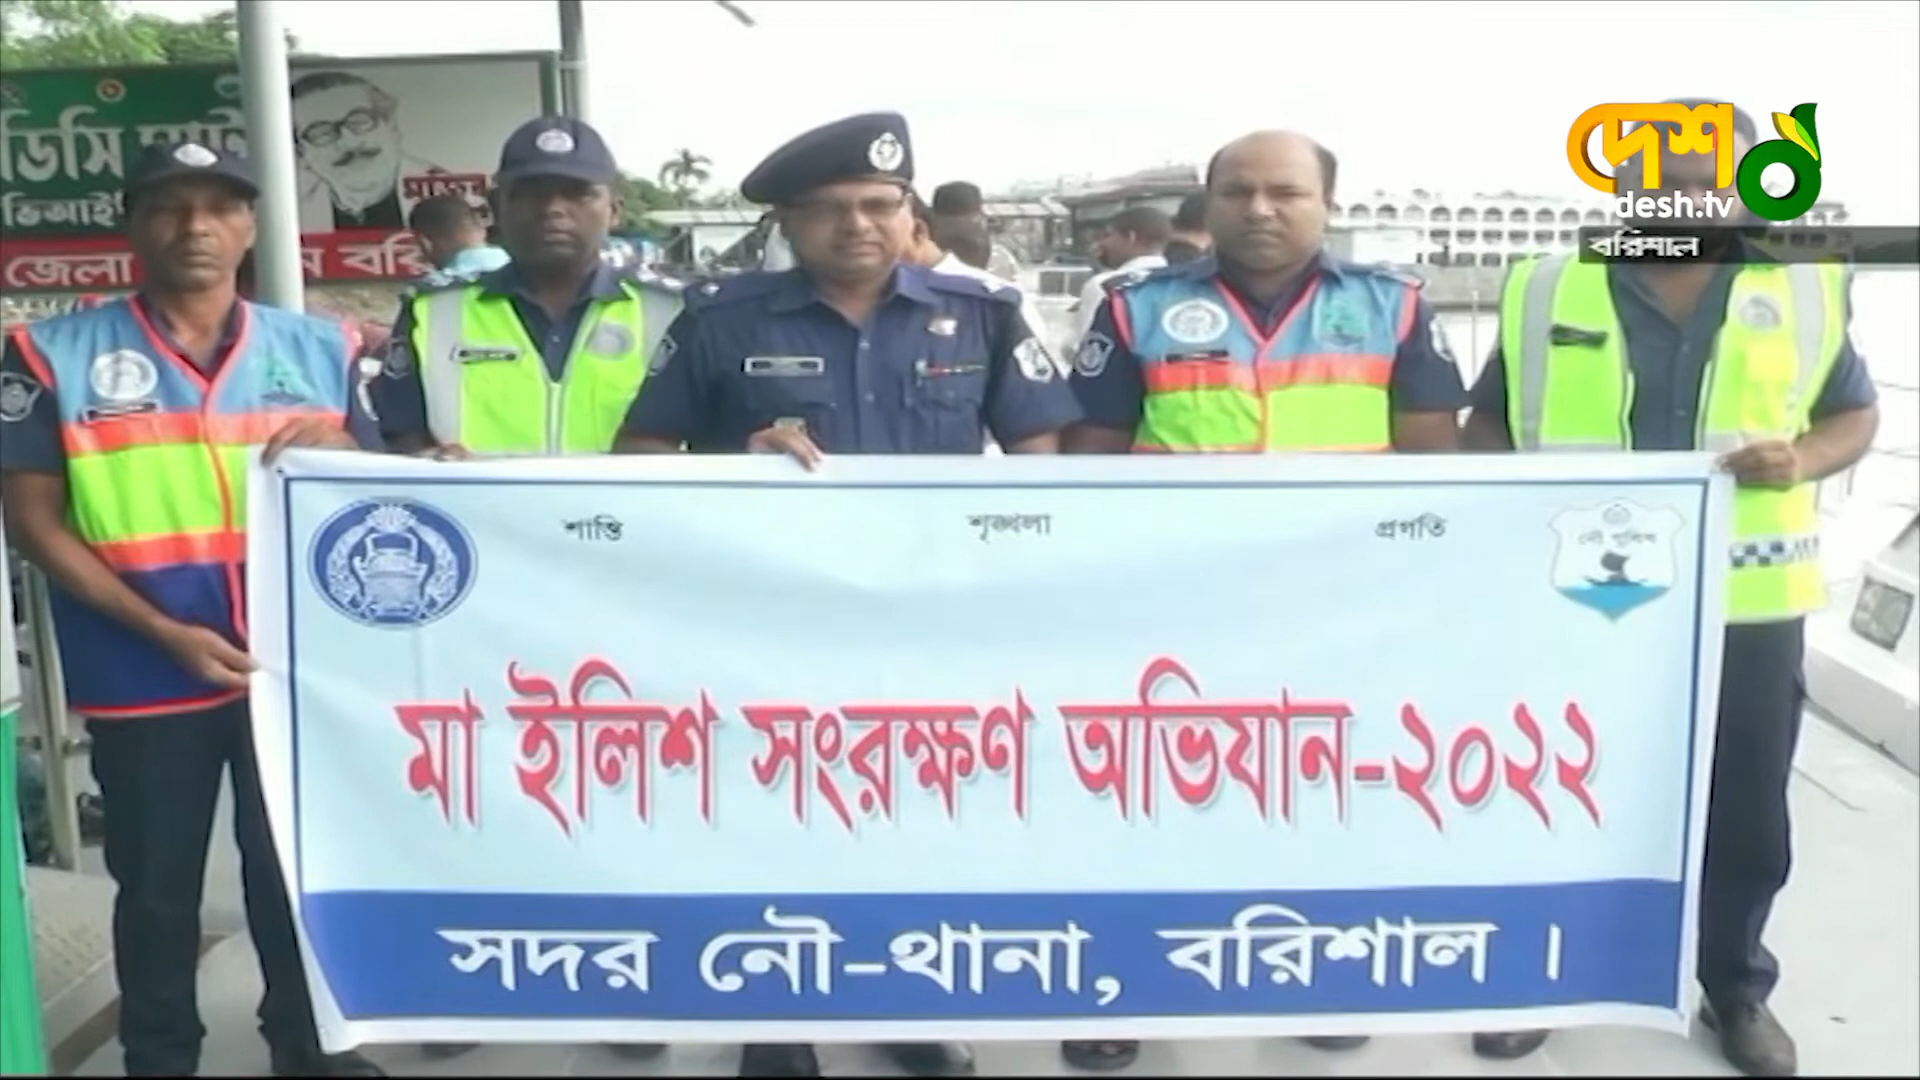 দেশ
desh.tv
বরিশাল
ডিসি ঘাট
জেলা
শান্তি শৃঙ্খলা প্রগতি
নৌ পুলিশ
মা ইলিশ সংরক্ষণ অভিযান-২০২২
সদর নৌ-থানা, বরিশাল ।